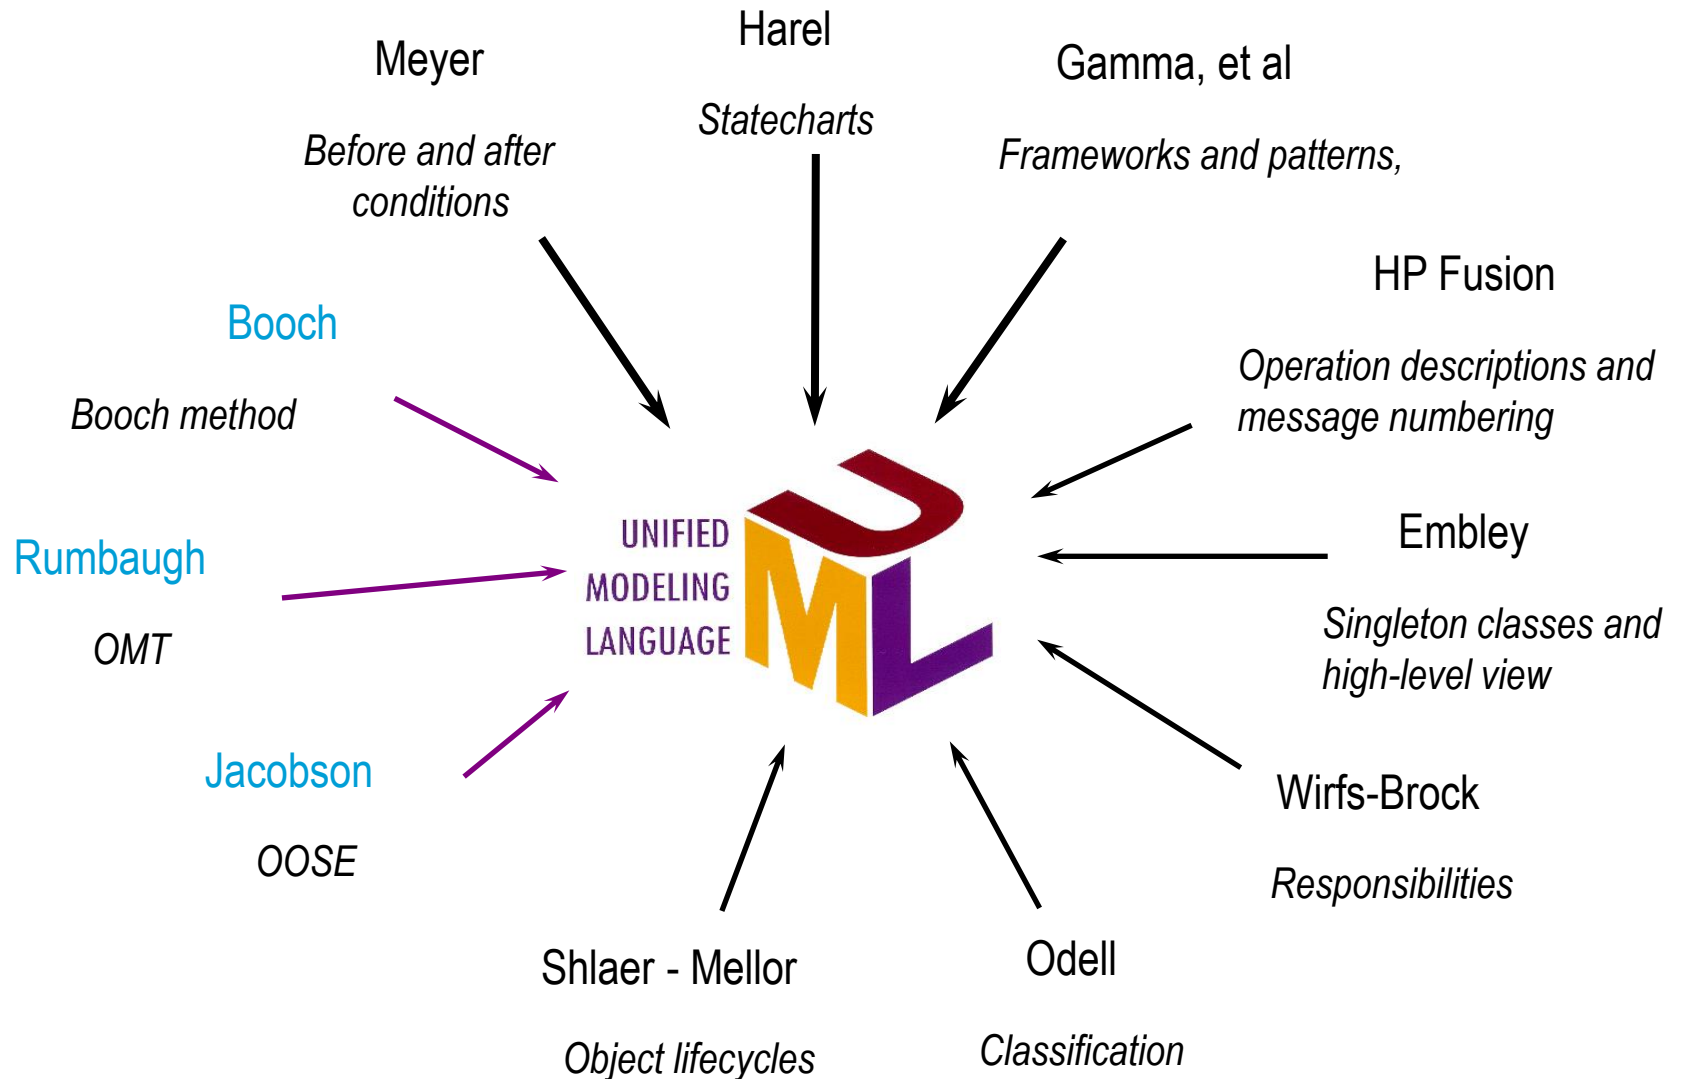 Harel
Meyer
Gamma, et al
Statecharts
Before and after
conditions
Frameworks and patterns,
HP Fusion
Booch
Operation descriptions and
message numbering
Booch method
UML
UNIFIED
MODELING
LANGUAGE
Embley
Rumbaugh
Singleton classes and
high-level view
OMT
Jacobson
Wirfs-Brock
OOSE
Responsibilities
Shlaer - Mellor
Odell
Object lifecycles
Classification